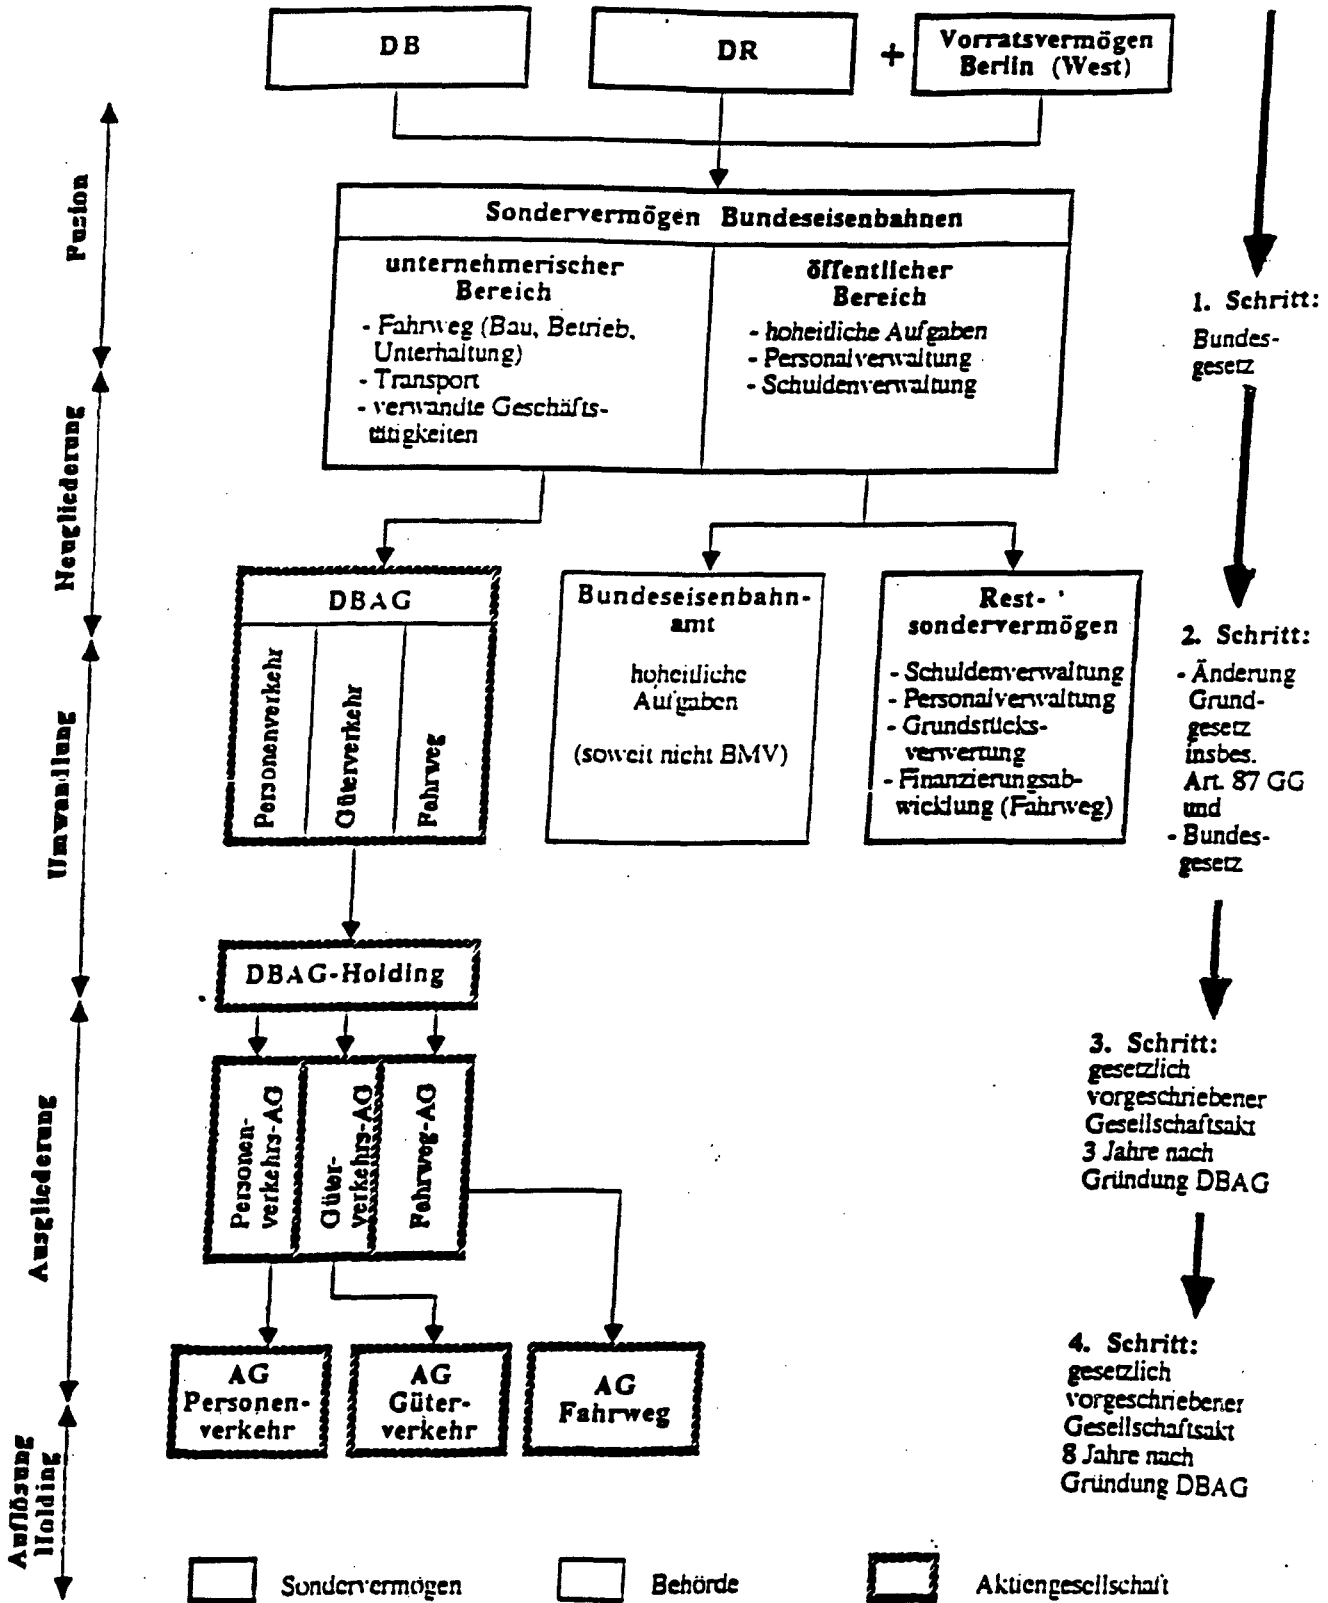 DB
DR
+
Vorratsvermögen
Berlin (West)
Fusion
Sondervermögen Bundeseisenbahnen
unternehmerischer
Bereich
- Fahrweg (Bau, Betrieb,
Unterhaltung)
- Transport
- verwandte Geschäfts-
tätigkeiten
öffentlicher
Bereich
- hoheitliche Aufgaben
- Personalverwaltung
- Schuldenverwaltung
1. Schritt:
Bundes-
gesetz
Neugliederung
DBAG
Personenverkehr
Güterverkehr
Fahrweg
Bundeseisenbahn-
amt
hoheitliche
Aufgaben
(soweit nicht BMV)
Rest-
sondervermögen
- Schuldenverwaltung
- Personalverwaltung
- Grundstücks-
verwertung
- Finanzierungsab-
wicklung (Fahrweg)
2. Schritt:
- Änderung
Grund-
gesetz
insbes.
Art. 87 GG
und
- Bundes-
gesetz
Umwandlung
DBAG-Holding
Personen-
verkehrs-AG
Güter-
verkehrs-AG
Fahrweg-AG
3. Schritt:
gesetzlich
vorgeschriebener
Gesellschaftsakt
3 Jahre nach
Gründung DBAG
Ausgliederung
AG
Personen-
verkehr
AG
Güter-
verkehr
AG
Fahrweg
4. Schritt:
gesetzlich
vorgeschriebener
Gesellschaftsakt
8 Jahre nach
Gründung DBAG
Auflösung
Holding
Sondervermögen
Behörde
Aktiengesellschaft